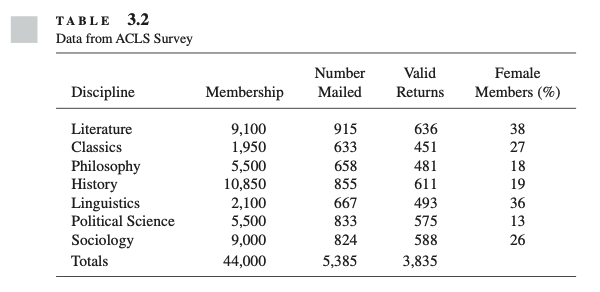 TABLE 3.2
Data from ACLS Survey
Number Valid Female
Discipline Membership Mailed Returns Members (%)
Literature 9,100 915 636 38
Classics 1,950 633 451 27
Philosophy 5,500 658 481 18
History 10,850 855 611 19
Linguistics 2,100 667 493 36
Political Science 5,500 833 575 13
Sociology 9,000 824 588 26
Totals 44,000 5,385 3,835